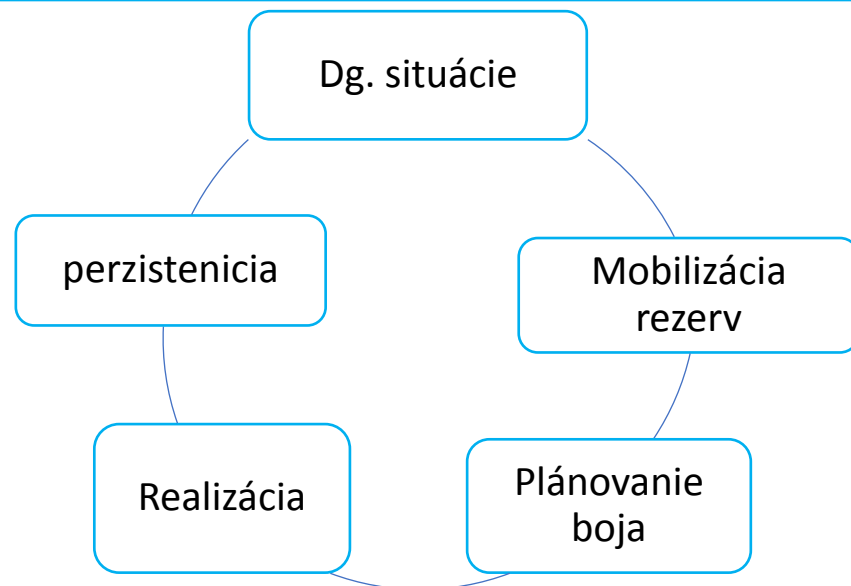 Dg. situácie
Mobilizácia
rezerv
Plánovanie
boja
Realizácia
perzistenicia